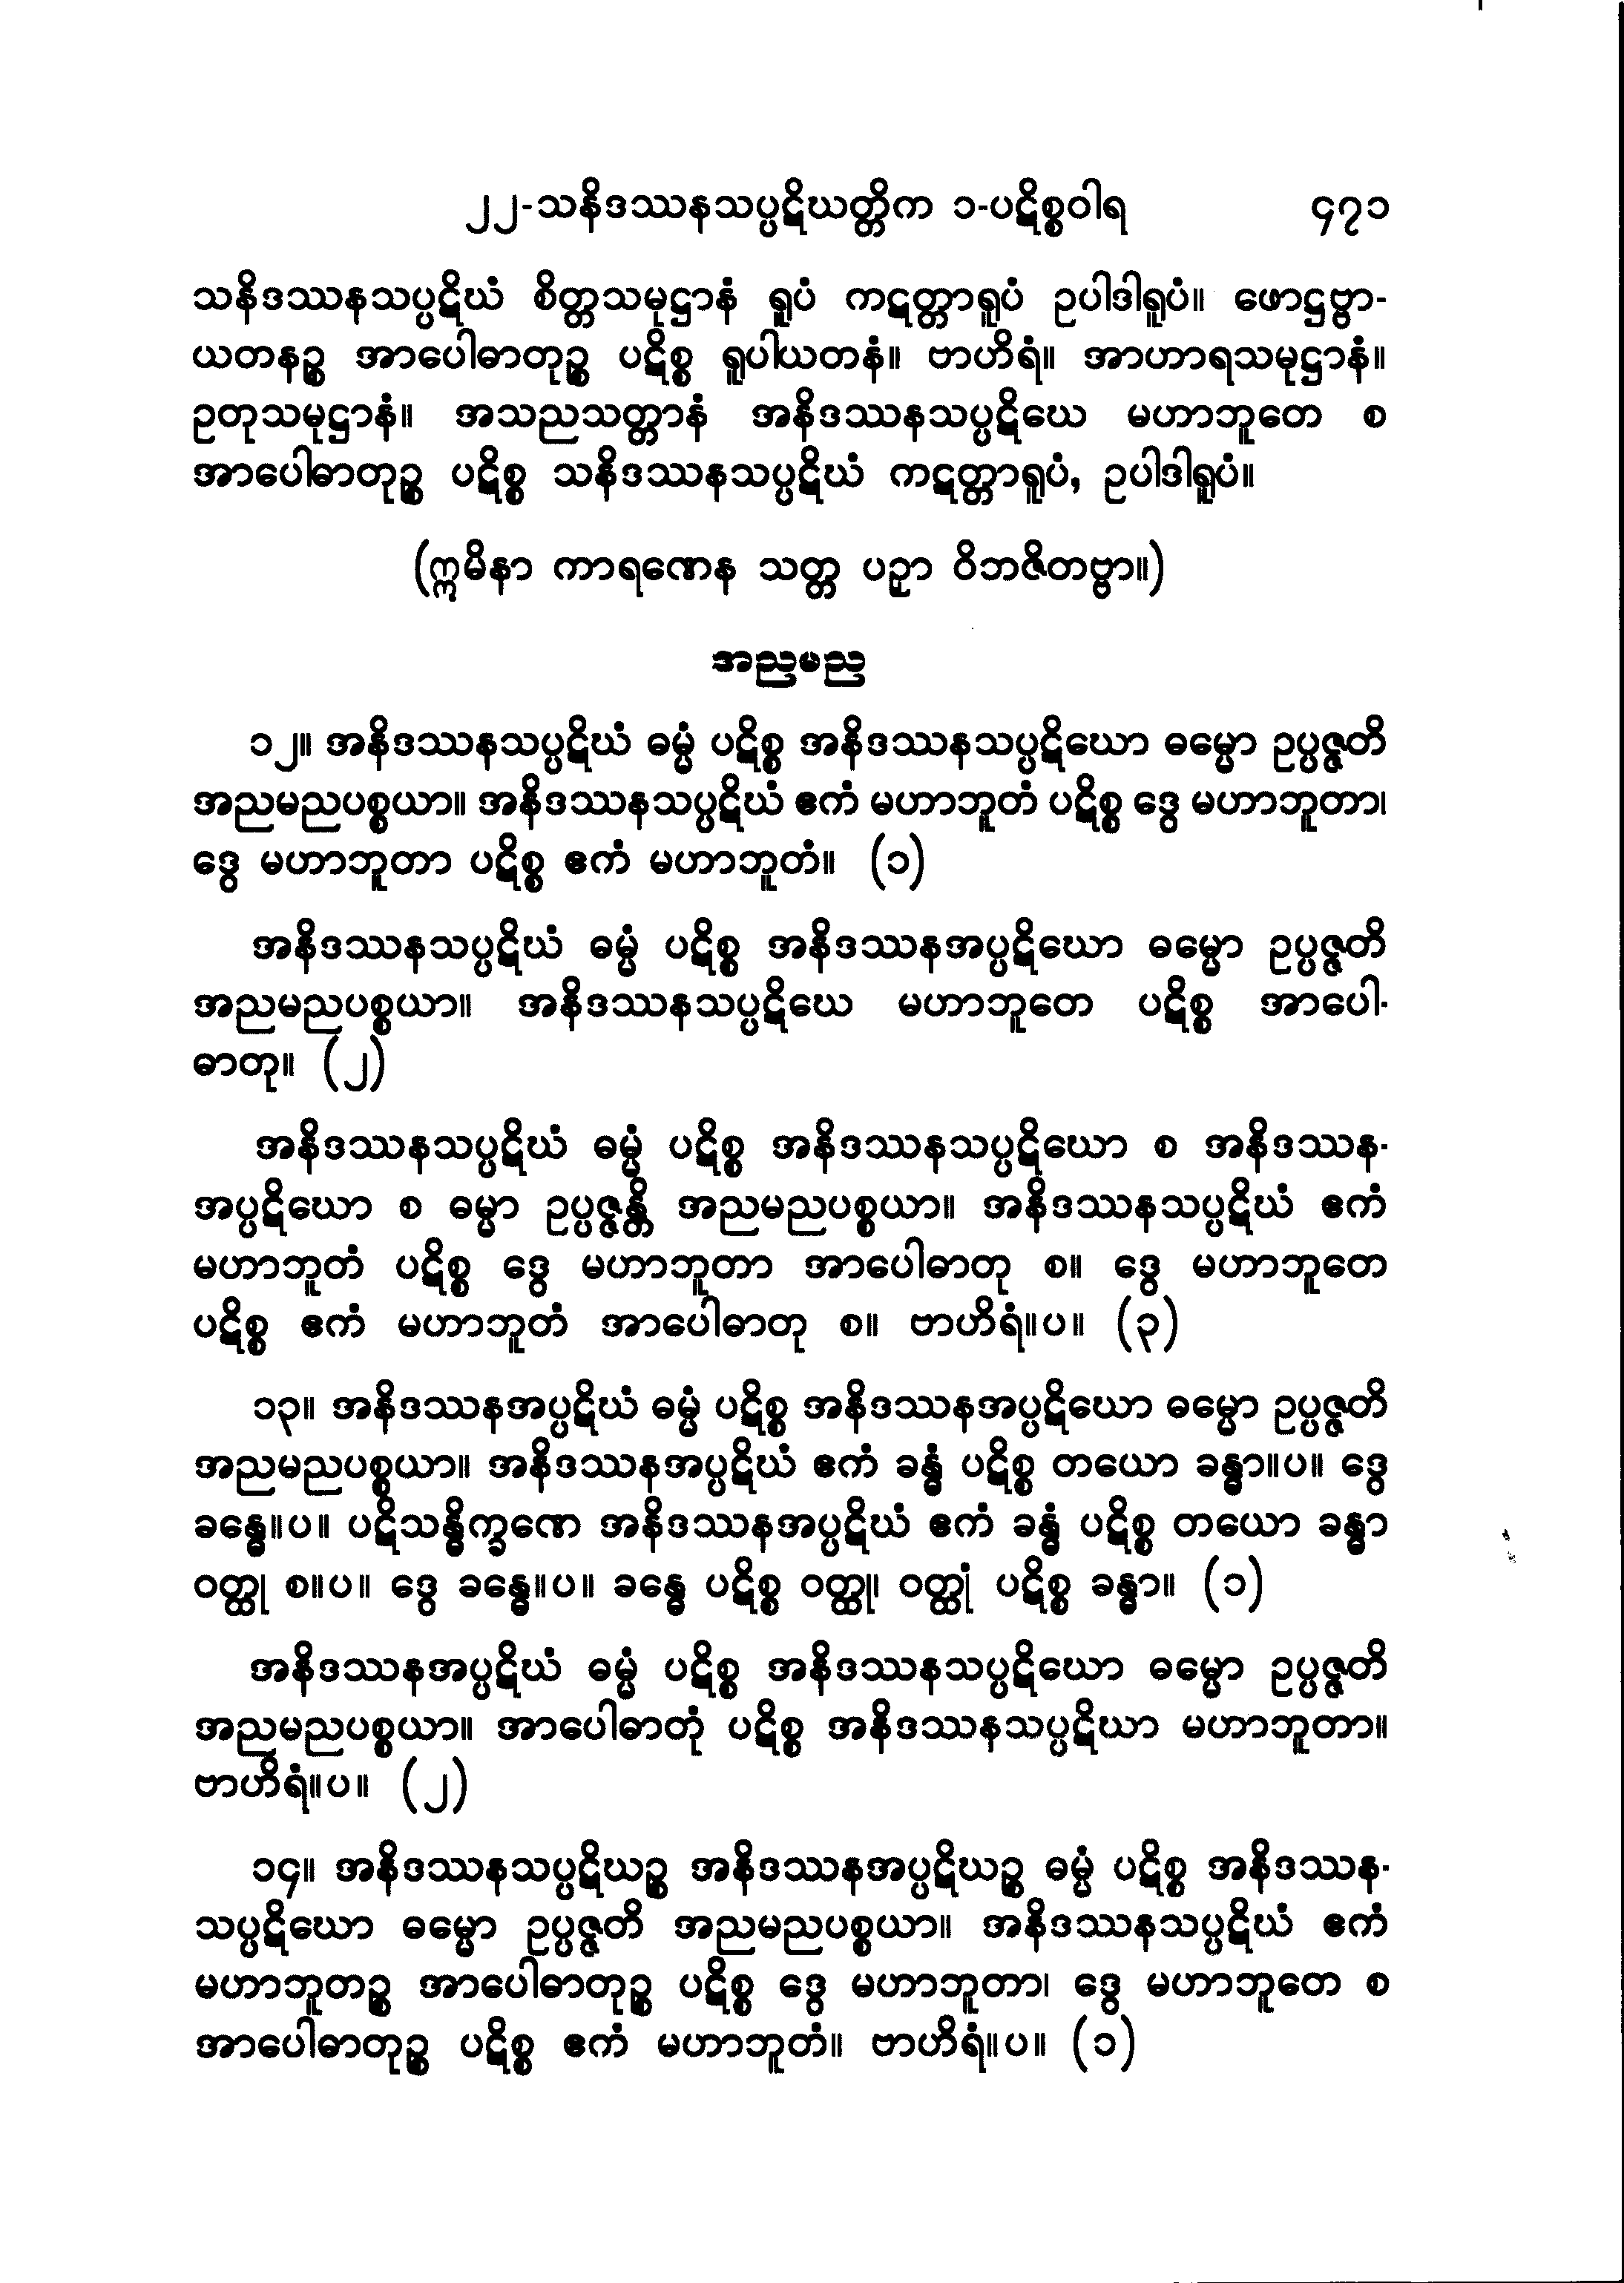 ၂၂-သနိဒဿနသပ္ပဋိဃတ္တိက ၁-ပဋိစ္စဝါရ ၄၇၁
သနိဒဿနသပ္ပဋိဃံ စိတ္တသမုဋ္ဌာနံ ရူပံ ကဋတ္တာရူပံ ဥပါဒါရူပံ။ ဖောဋ္ဌဗ္ဗာ-
ယတနဉ္စ အာပေါဓာတုဉ္စ ပဋိစ္စ ရူပါယတနံ။ ဗာဟိရံ။ အာဟာရသမုဋ္ဌာနံ။
ဥတုသမုဋ္ဌာနံ။ အသညသတ္တာနံ အနိဒဿနသပ္ပဋိဃေ မဟာဘူတေ စ
အာပေါဓာတုဉ္စ ပဋိစ္စ သနိဒဿနသပ္ပဋိဃံ ကဋတ္တာရူပံ, ဥပါဒါရူပံ။
(ဣမိနာ ကာရဏေန သတ္တ ပဉှာ ဝိဘဇိတဗ္ဗာ။)
အညမည
၁၂။ အနိဒဿနသပ္ပဋိဃံ ဓမ္မံ ပဋိစ္စ အနိဒဿနသပ္ပဋိဃော ဓမ္မော ဥပ္ပဇ္ဇတိ
အညမညပစ္စယာ။ အနိဒဿနသပ္ပဋိဃံ ဧကံ မဟာဘူတံ ပဋိစ္စ ဒွေ မဟာဘူတာ၊
ဒွေ မဟာဘူတာ ပဋိစ္စ ဧကံ မဟာဘူတံ။ (၁)
အနိဒဿနသပ္ပဋိဃံ ဓမ္မံ ပဋိစ္စ အနိဒဿနအပ္ပဋိဃော ဓမ္မော ဥပ္ပဇ္ဇတိ
အညမညပစ္စယာ။ အနိဒဿနသပ္ပဋိဃေ မဟာဘူတေ ပဋိစ္စ အာပေါ-
ဓာတု။ (၂)
အနိဒဿနသပ္ပဋိဃံ ဓမ္မံ ပဋိစ္စ အနိဒဿနသပ္ပဋိဃော စ အနိဒဿန-
အပ္ပဋိဃော စ ဓမ္မာ ဥပ္ပဇ္ဇန္တိ အညမညပစ္စယာ။ အနိဒဿနသပ္ပဋိဃံ ဧကံ
မဟာဘူတံ ပဋိစ္စ ဒွေ မဟာဘူတာ အာပေါဓာတု စ။ ဒွေ မဟာဘူတေ
ပဋိစ္စ ဧကံ မဟာဘူတံ အာပေါဓာတု စ။ ဗာဟိရံ။ပ။ (၃)
၁၃။ အနိဒဿနအပ္ပဋိဃံ ဓမ္မံ ပဋိစ္စ အနိဒဿနအပ္ပဋိဃော ဓမ္မော ဥပ္ပဇ္ဇတိ
အညမညပစ္စယာ။ အနိဒဿနအပ္ပဋိဃံ ဧကံ ခန္ဓံ ပဋိစ္စ တယော ခန္ဓာ။ပ။ ဒွေ
ခန္ဓေ။ပ။ ပဋိသန္ဓိက္ခဏေ အနိဒဿနအပ္ပဋိဃံ ဧကံ ခန္ဓံ ပဋိစ္စ တယော ခန္ဓာ
ဝတ္ထု စ။ပ။ ဒွေ ခန္ဓေ။ပ။ ခန္ဓေ ပဋိစ္စ ဝတ္ထု၊ ဝတ္ထုံ ပဋိစ္စ ခန္ဓာ။ (၁)
အနိဒဿနအပ္ပဋိဃံ ဓမ္မံ ပဋိစ္စ အနိဒဿနသပ္ပဋိဃော ဓမ္မော ဥပ္ပဇ္ဇတိ
အညမညပစ္စယာ။ အာပေါဓာတုံ ပဋိစ္စ အနိဒဿနသပ္ပဋိဃာ မဟာဘူတာ။
ဗာဟိရံ။ပ။ (၂)
၁၄။ အနိဒဿနသပ္ပဋိဃဉ္စ အနိဒဿနအပ္ပဋိဃဉ္စ ဓမ္မံ ပဋိစ္စ အနိဒဿန-
သပ္ပဋိဃော ဓမ္မော ဥပ္ပဇ္ဇတိ အညမညပစ္စယာ။ အနိဒဿနသပ္ပဋိဃံ ဧကံ
မဟာဘူတဉ္စ အာပေါဓာတုဉ္စ ပဋိစ္စ ဒွေ မဟာဘူတာ၊ ဒွေ မဟာဘူတေ စ
အာပေါဓာတုဉ္စ ပဋိစ္စ ဧကံ မဟာဘူတံ။ ဗာဟိရံ။ပ။ (၁)